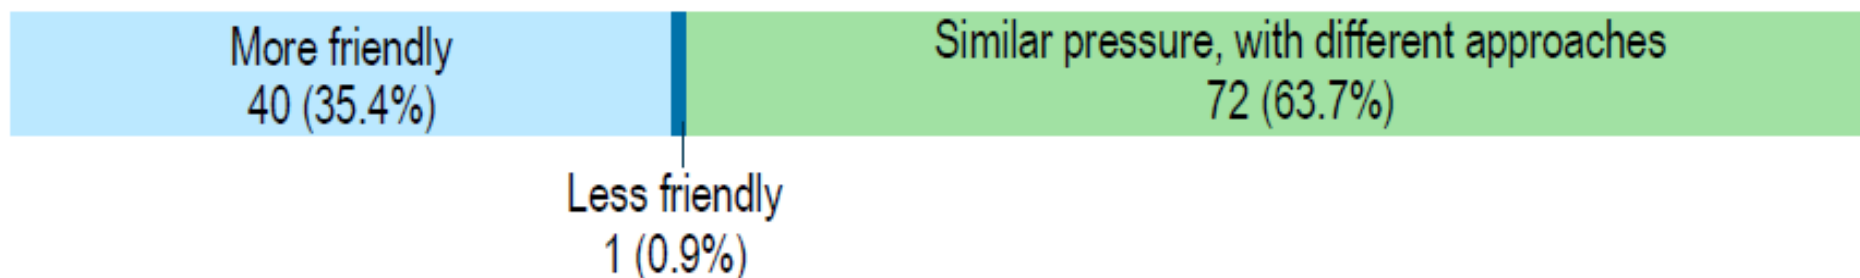 More friendly
40 (35.4%)
Similar pressure, with different approaches
72 (63.7%)
Less friendly
1 (0.9%)